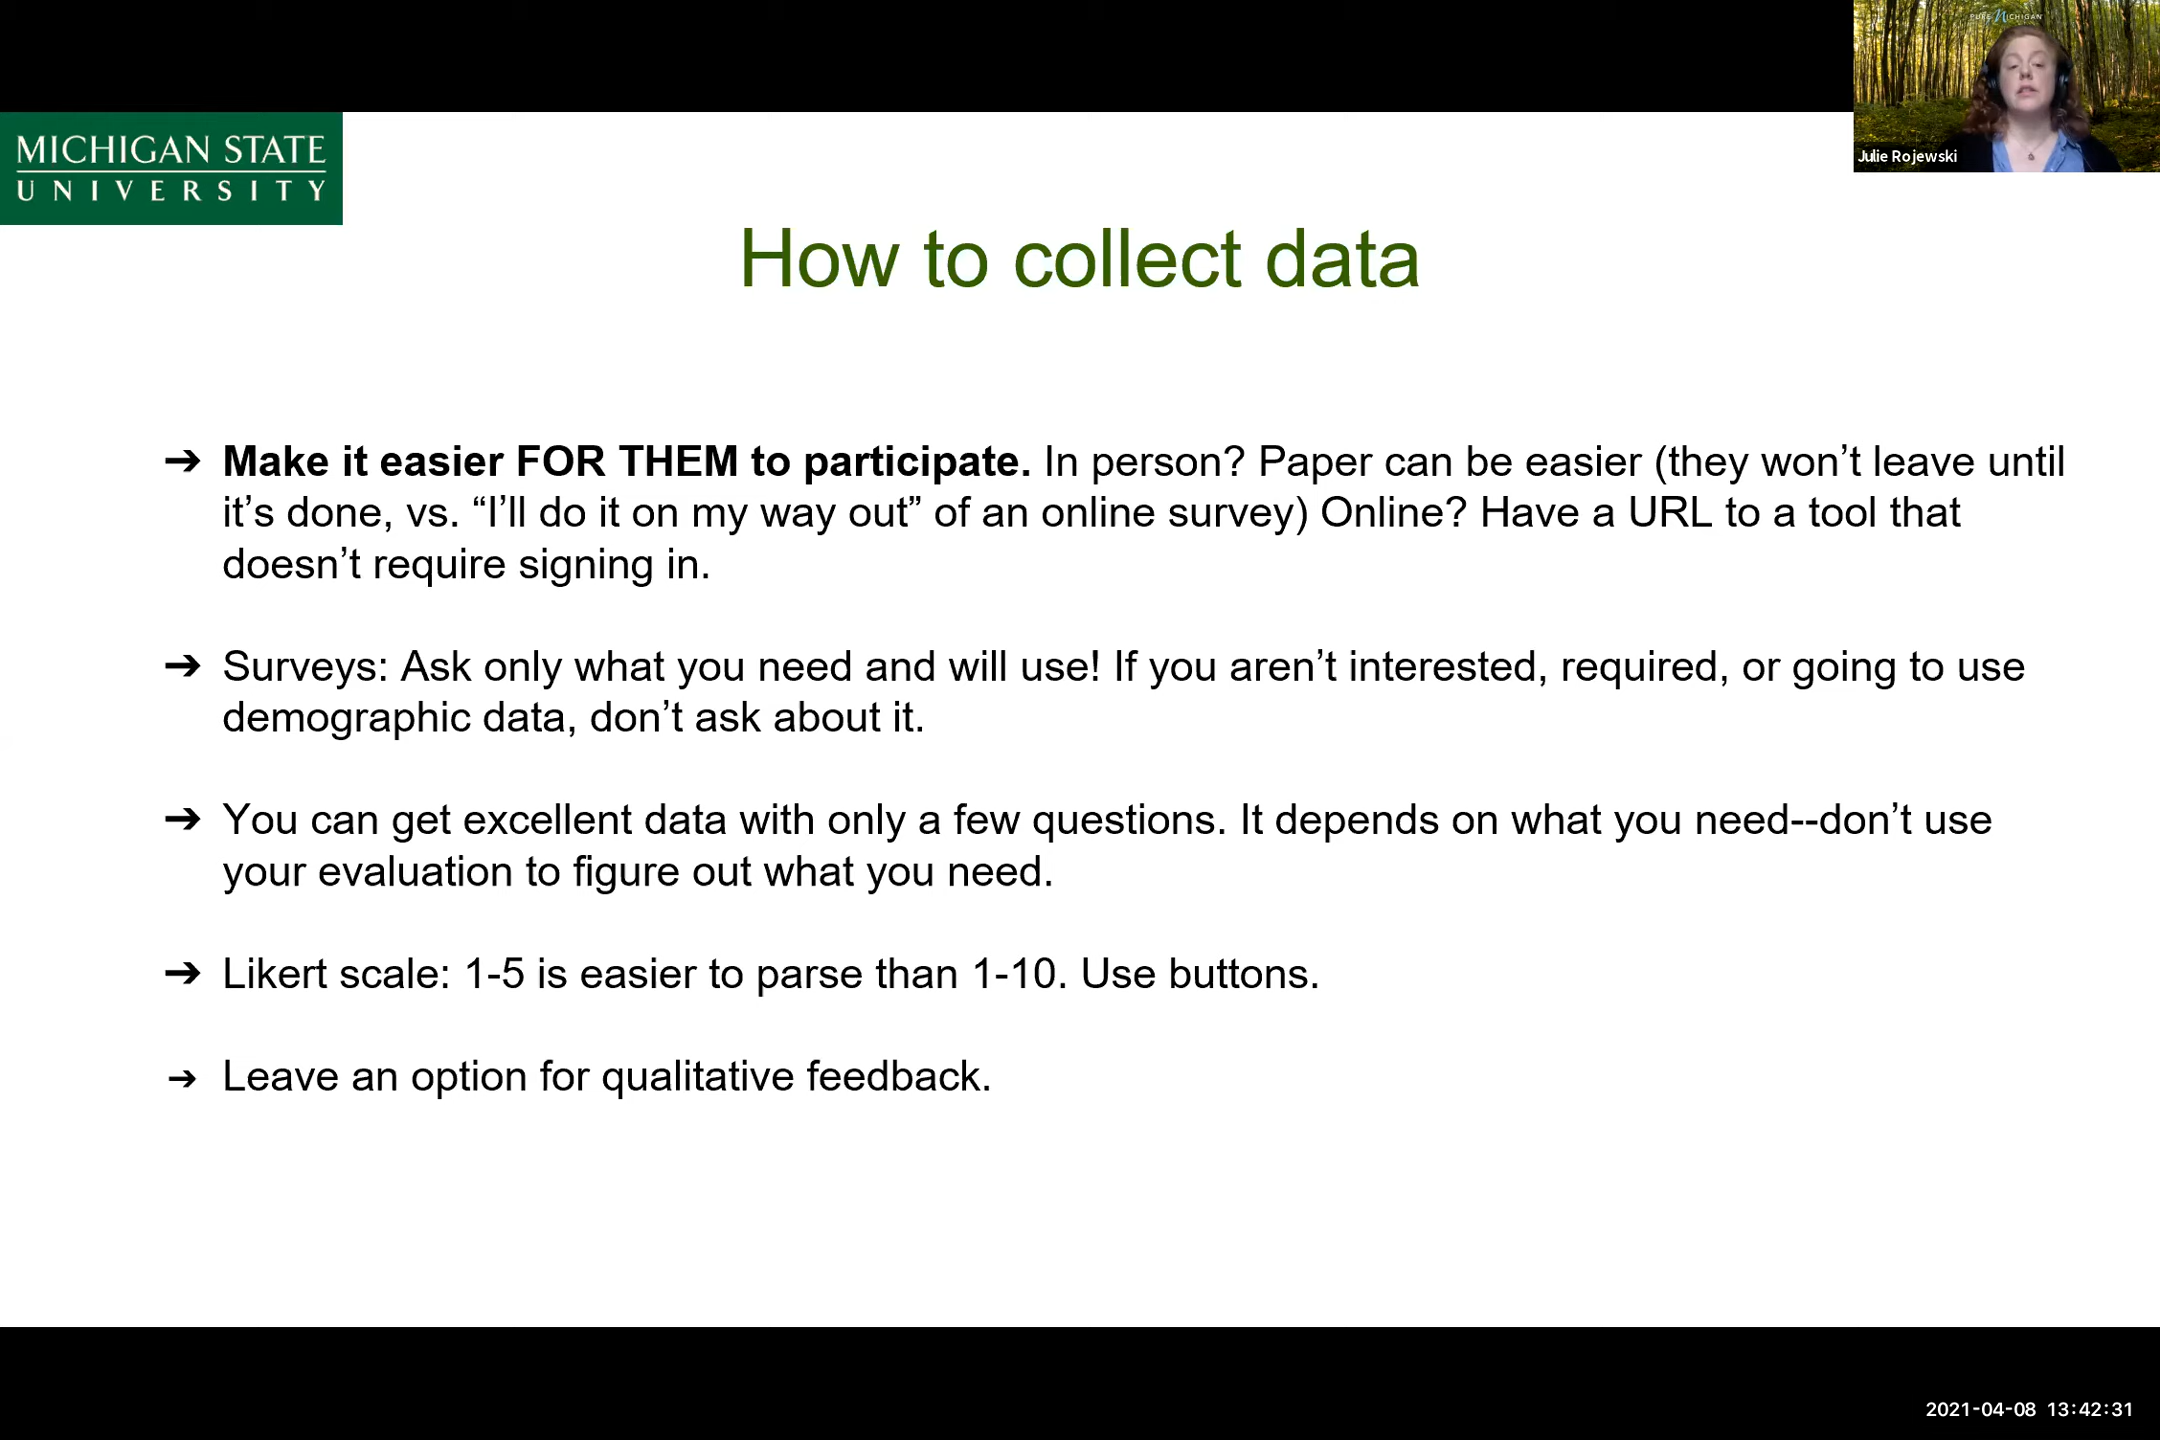 PURE MICHIGAN
Julie Rojewski
MICHIGAN STATE
UNIVERSITY
How to collect data
➔ Make it easier FOR THEM to participate. In person? Paper can be easier (they won’t leave until
it’s done, vs. “I’ll do it on my way out” of an online survey) Online? Have a URL to a tool that
doesn’t require signing in.
➔ Surveys: Ask only what you need and will use! If you aren’t interested, required, or going to use
demographic data, don’t ask about it.
➔ You can get excellent data with only a few questions. It depends on what you need--don’t use
your evaluation to figure out what you need.
➔ Likert scale: 1-5 is easier to parse than 1-10. Use buttons.
➔ Leave an option for qualitative feedback.
2021-04-08 13:42:31